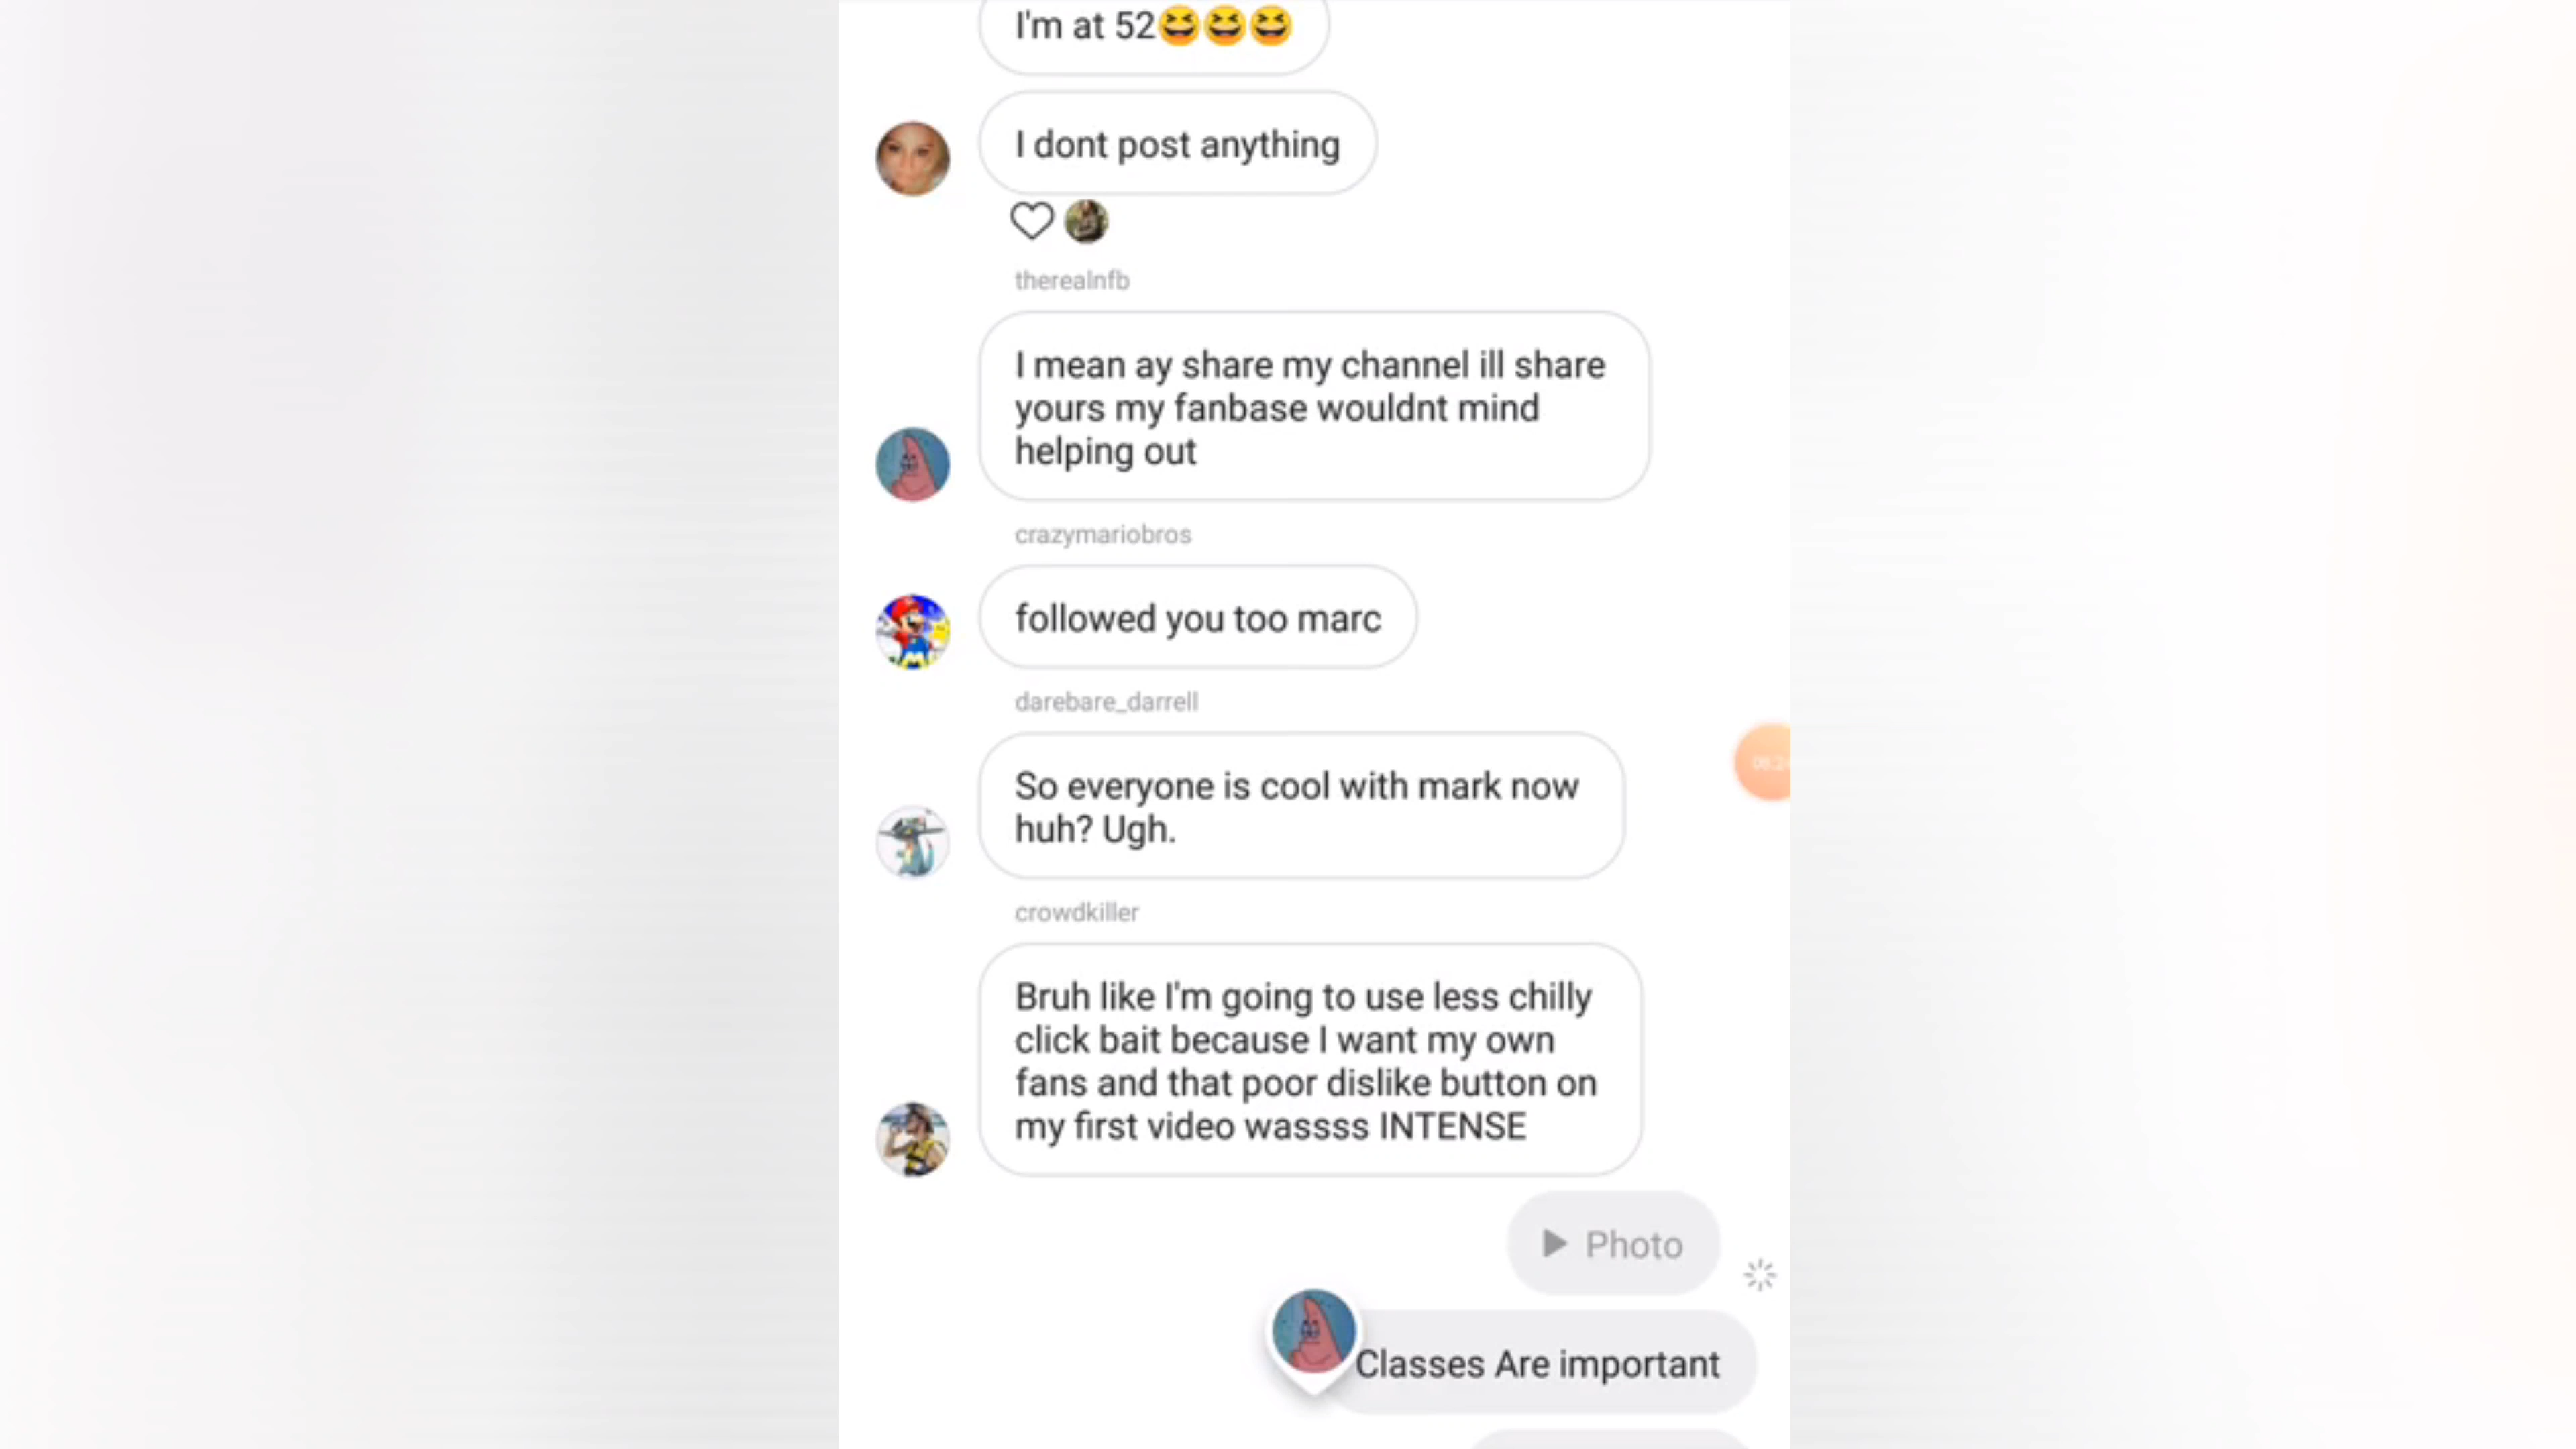 I'm at 52😆😆😆
I dont post anything
therealnfb
I mean ay share my channel ill share
yours my fanbase wouldnt mind
helping out
crazymariobros
followed you too marc
darebare_darrell
So everyone is cool with mark now
huh? Ugh.
crowdkiller
Bruh like I'm going to use less chilly
click bait because I want my own
fans and that poor dislike button on
my first video wassss INTENSE
Photo
Classes Are important